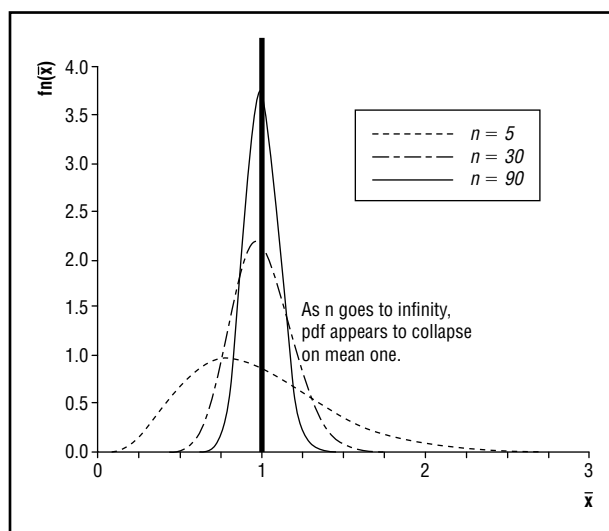 fn(x̄)
4.0
3.5
3.0
2.5
2.0
1.5
1.0
0.5
0.0
n = 5
n = 30
n = 90
As n goes to infinity,
pdf appears to collapse
on mean one.
0
1
2
3
x̄